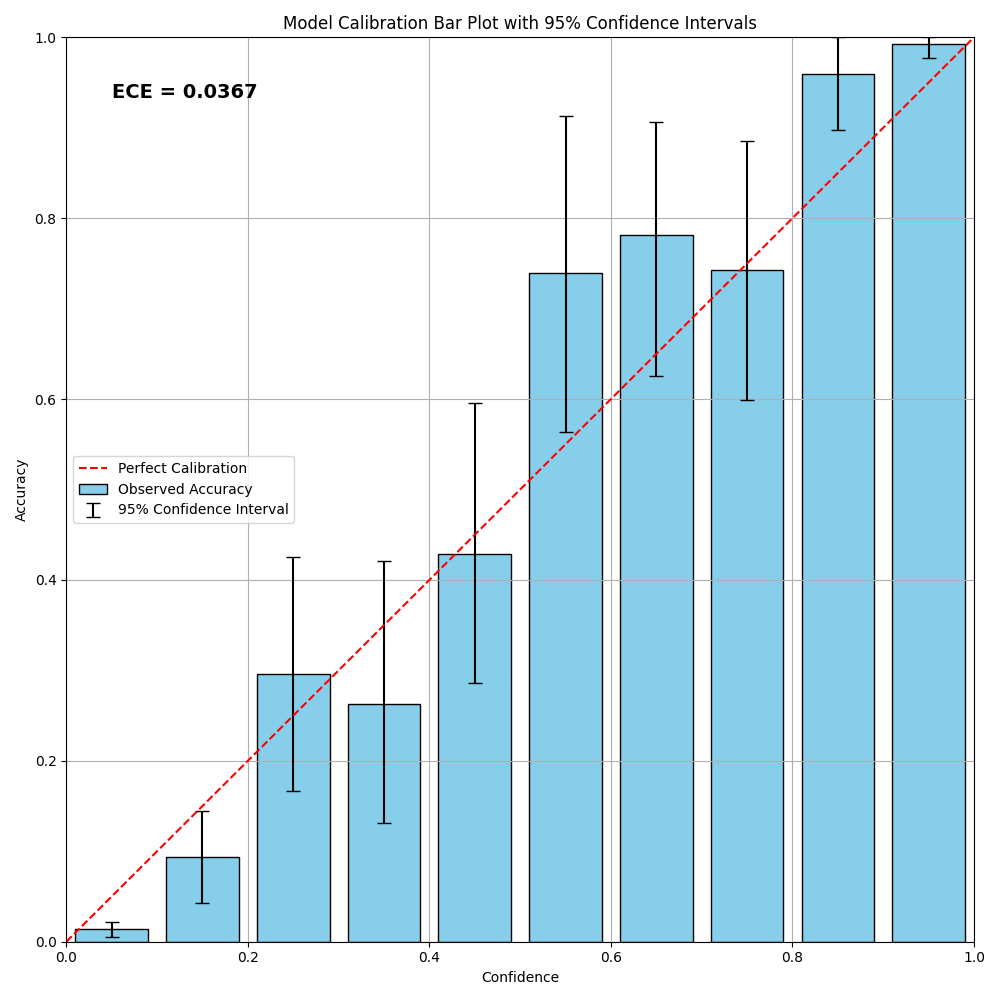 Model Calibration Bar Plot with 95% Confidence Intervals
1.0
ECE = 0.0367
0.8
0.6
Accuracy
Perfect Calibration
Observed Accuracy
95% Confidence Interval
0.4
0.2
0.0
0.0 0.2 0.4 0.6 0.8 1.0
Confidence